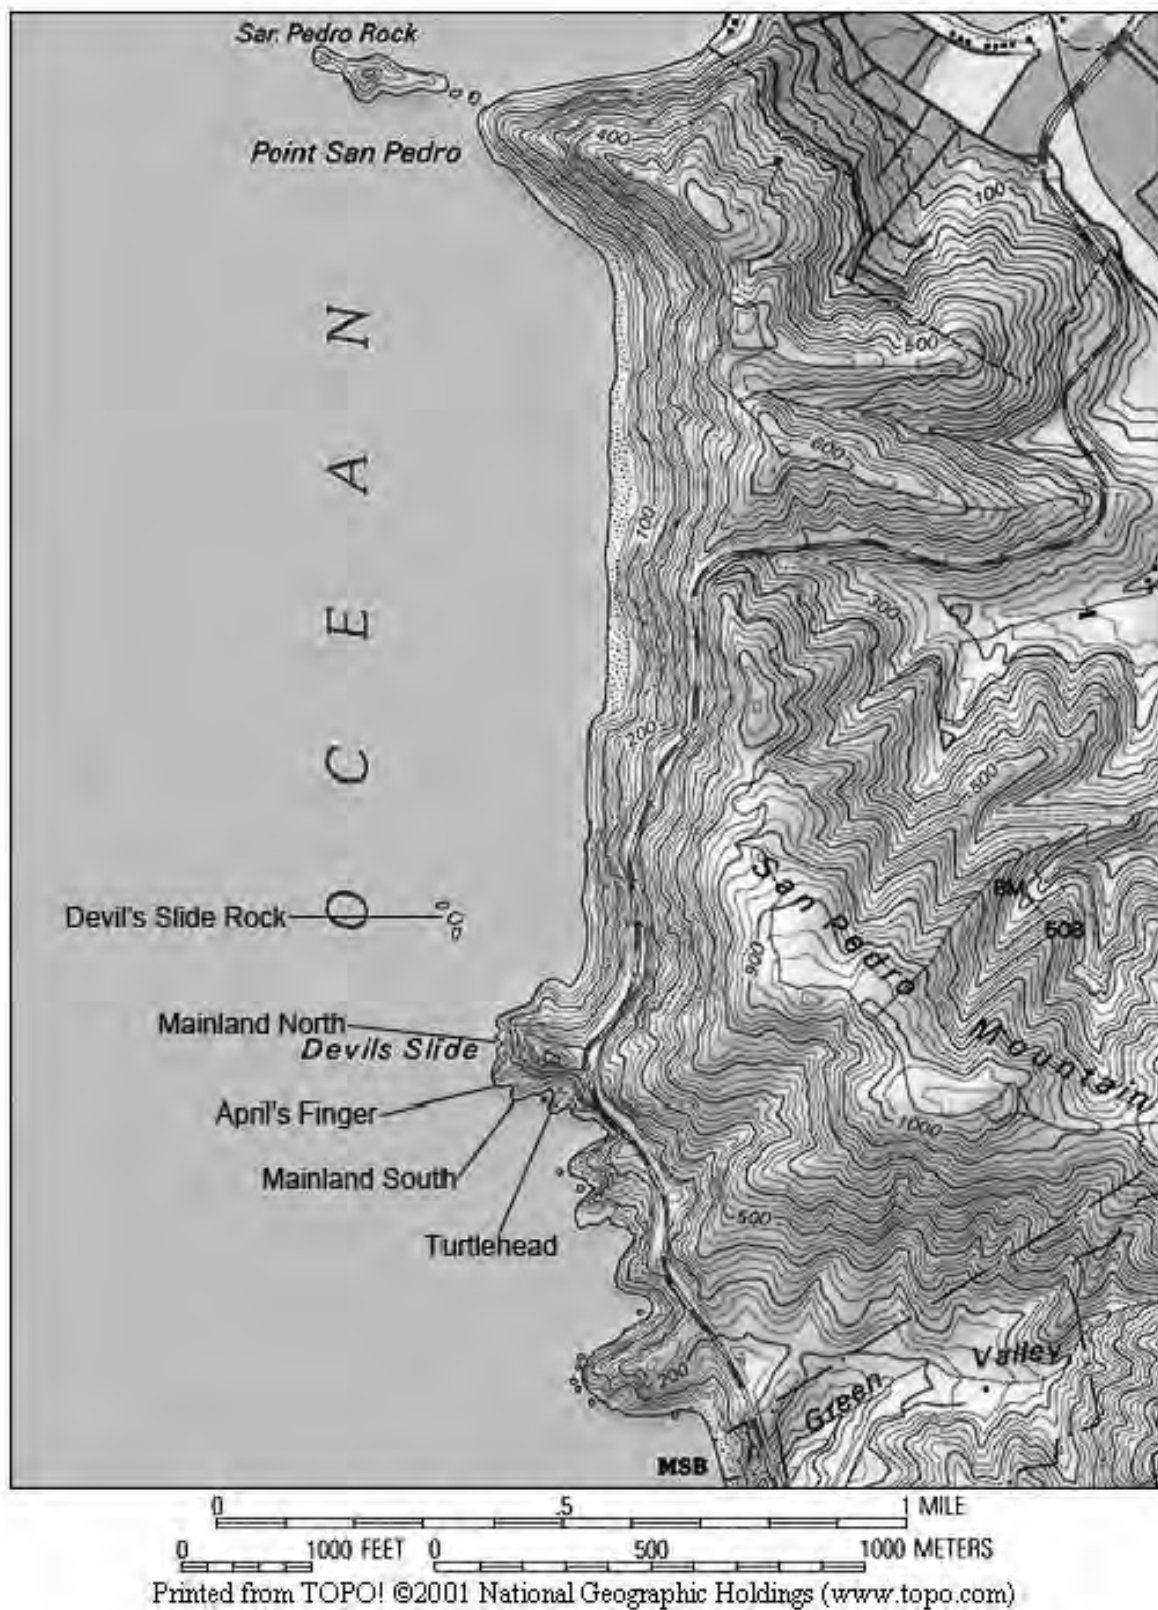 San Pedro Rock
Point San Pedro
400
100
OCEAN
600
600
700
300
200
500
San Pedro Mountain
BM
508
Devil's Slide Rock
900
Mainland North
Devils Slide
April's Finger
1000
Mainland South
500
Turtlehead
Green Valley
200
MSB
0 .5 1 MILE
0 1000 FEET 0 500 1000 METERS
Printed from TOPO! ©2001 National Geographic Holdings (www.topo.com)